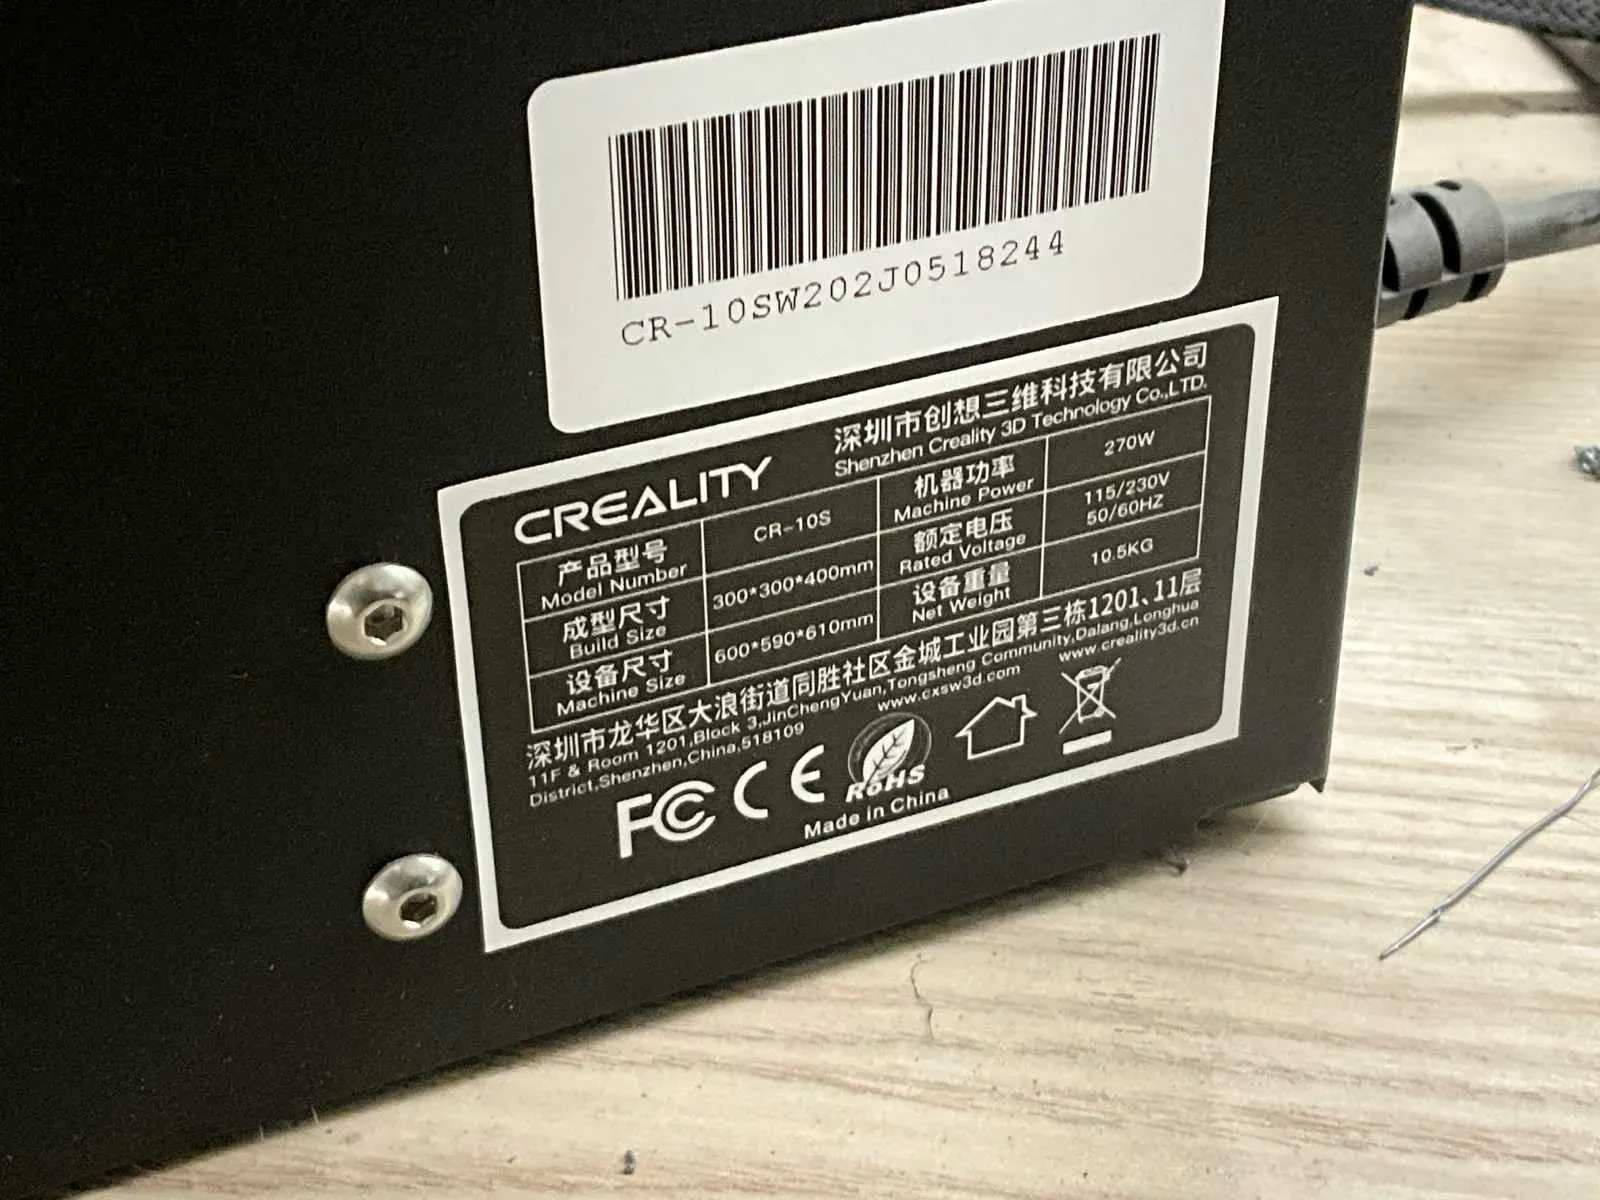 CR-10SW202J0518244
CREALITY
深圳市创想三维科技有限公司
Shenzhen Creality 3D Technology Co.,LTD.
产品型号
Model Number
CR-10S
机器功率
Machine Power
270W
成型尺寸
Build Size
300*300*400mm
额定电压
Rated Voltage
115/230V
50/60HZ
设备尺寸
Machine Size
600*590*610mm
设备重量
Net Weight
10.5KG
深圳市龙华区大浪街道同胜社区金城工业园第三栋1201、11层
11F & Room 1201,Block 3,JinChengYuan,Tongsheng Community,Dalang,Longhua
District,Shenzhen,China,518109
www.cxsw3d.com
www.creality3d.cn
FC CE RoHS
Made in China